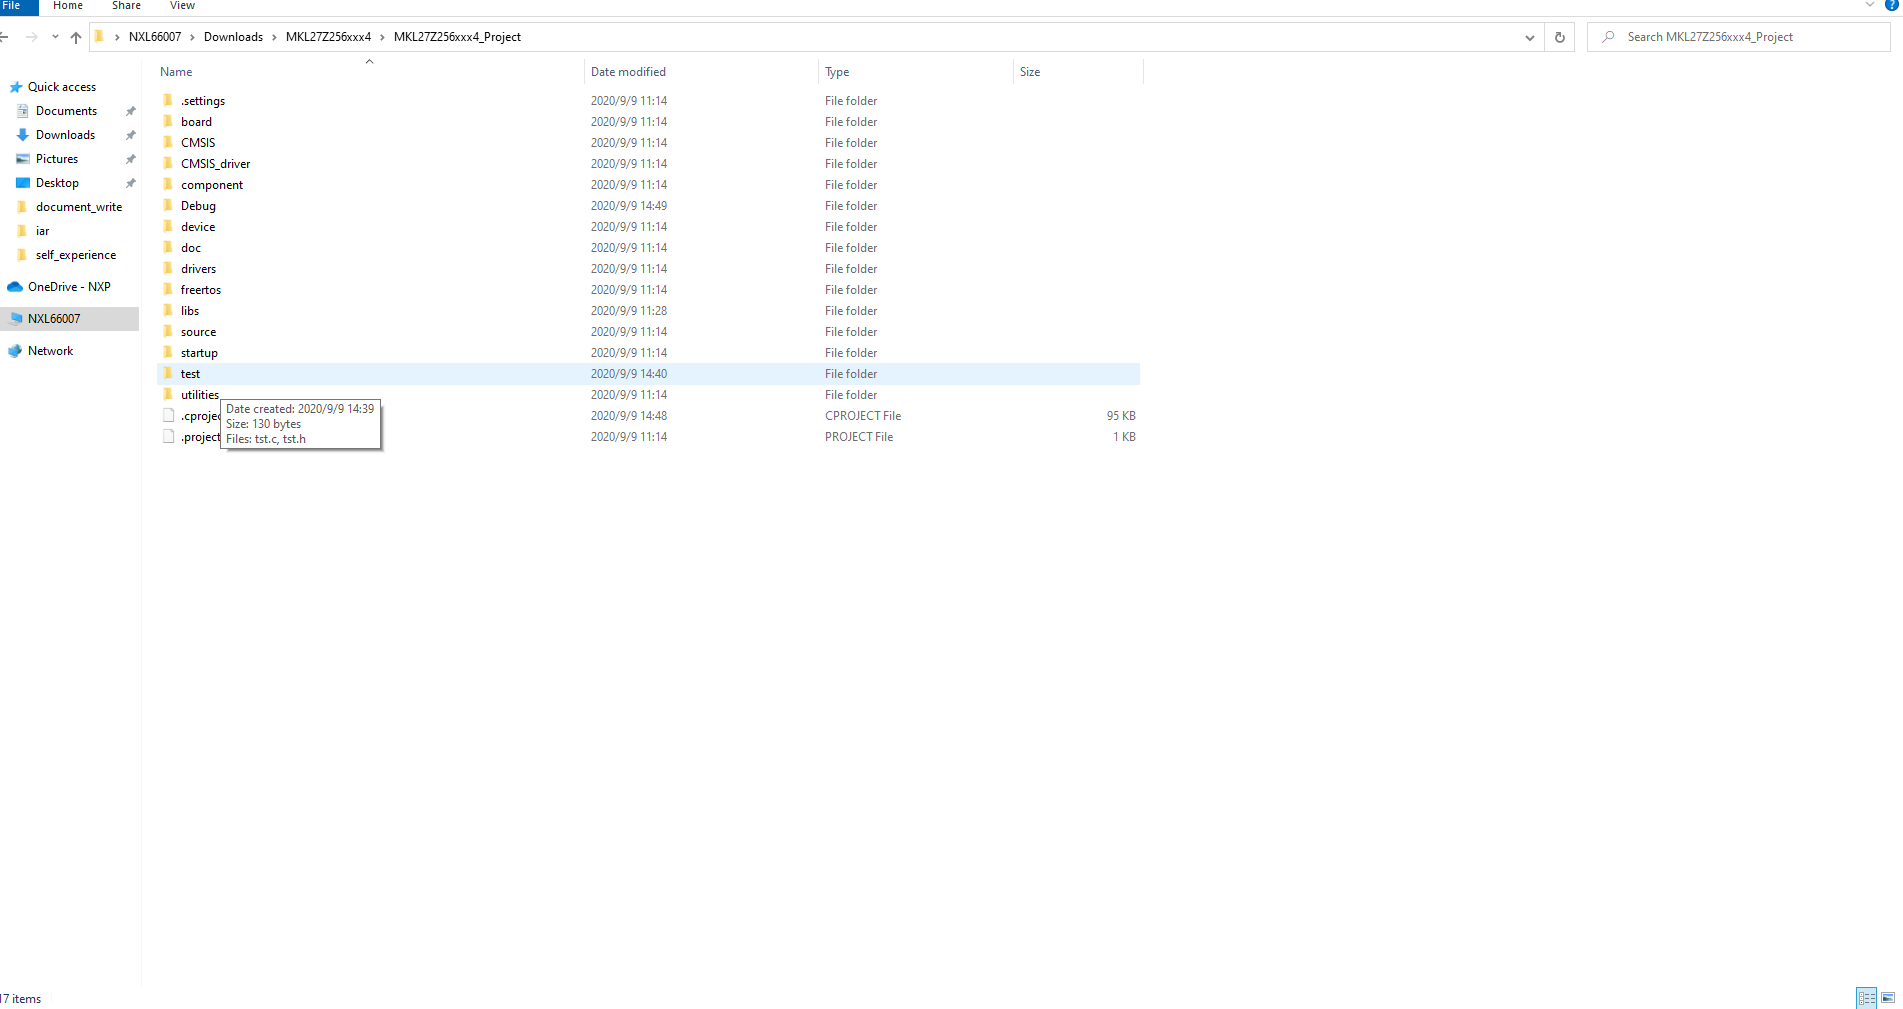 File Home Share View
NXL66007 Downloads MKL27Z256xxx4 MKL27Z256xxx4_Project Search MKL27Z256xxx4_Project
Name Date modified Type Size
Quick access
Documents
Downloads
Pictures
Desktop
document_write
iar
self_experience
OneDrive - NXP
NXL66007
Network
.settings 2020/9/9 11:14 File folder
board 2020/9/9 11:14 File folder
CMSIS 2020/9/9 11:14 File folder
CMSIS_driver 2020/9/9 11:14 File folder
component 2020/9/9 11:14 File folder
Debug 2020/9/9 14:49 File folder
device 2020/9/9 11:14 File folder
doc 2020/9/9 11:14 File folder
drivers 2020/9/9 11:14 File folder
freertos 2020/9/9 11:14 File folder
libs 2020/9/9 11:28 File folder
source 2020/9/9 11:14 File folder
startup 2020/9/9 11:14 File folder
test 2020/9/9 14:40 File folder
utilities 2020/9/9 11:14 File folder
.cprojec 2020/9/9 14:48 CPROJECT File 95 KB
.project 2020/9/9 11:14 PROJECT File 1 KB
Date created: 2020/9/9 14:39
Size: 130 bytes
Files: tst.c, tst.h
17 items